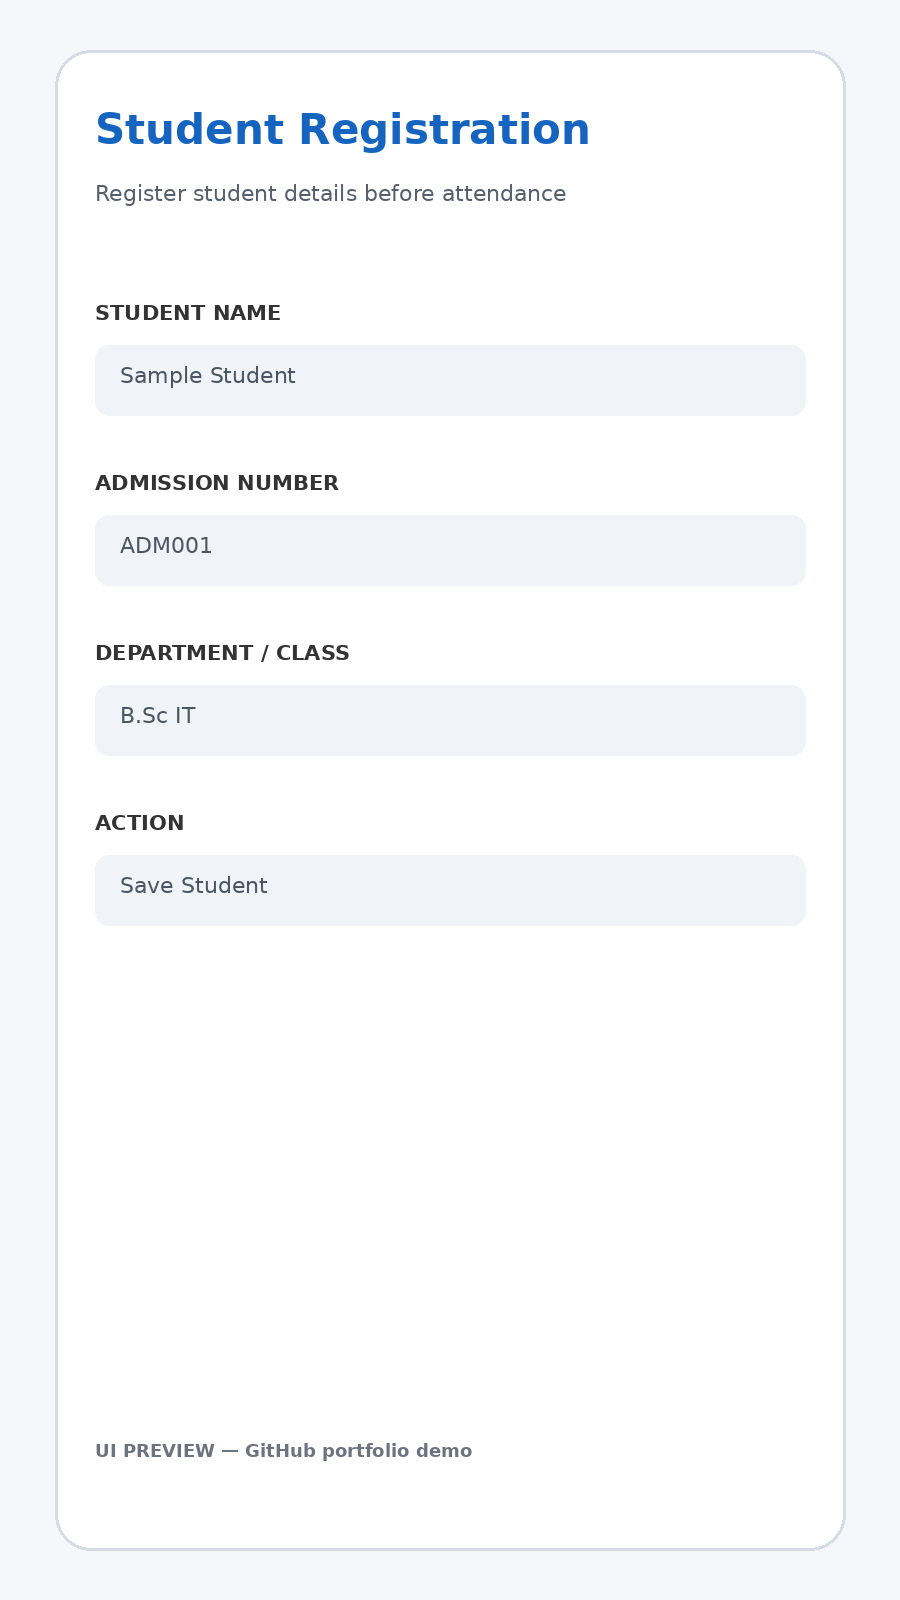 Student Registration
Register student details before attendance
STUDENT NAME
Sample Student
ADMISSION NUMBER
ADM001
DEPARTMENT / CLASS
B.Sc IT
ACTION
Save Student
UI PREVIEW — GitHub portfolio demo